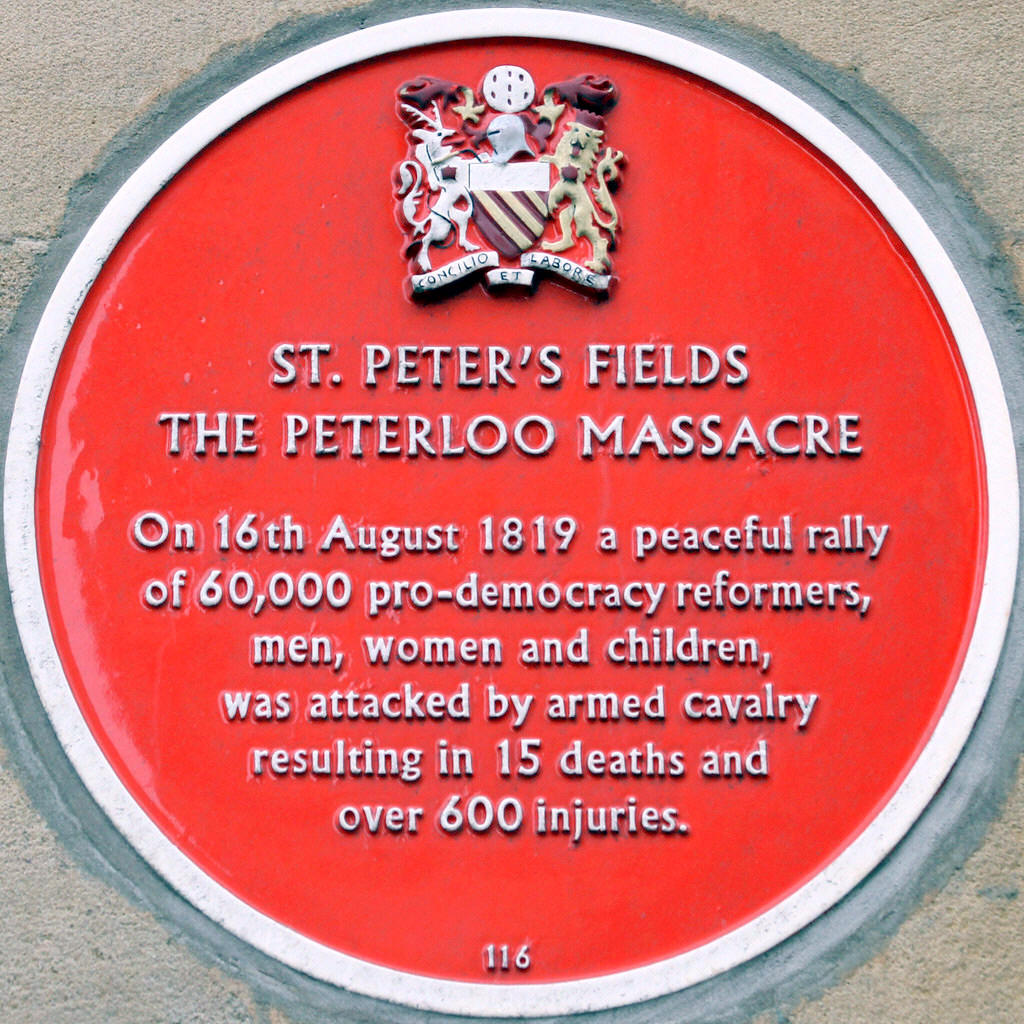 CONCILIO ET LABORE
ST. PETER'S FIELDS
THE PETERLOO MASSACRE
On 16th August 1819 a peaceful rally
of 60,000 pro-democracy reformers,
men, women and children,
was attacked by armed cavalry
resulting in 15 deaths and
over 600 injuries.
116